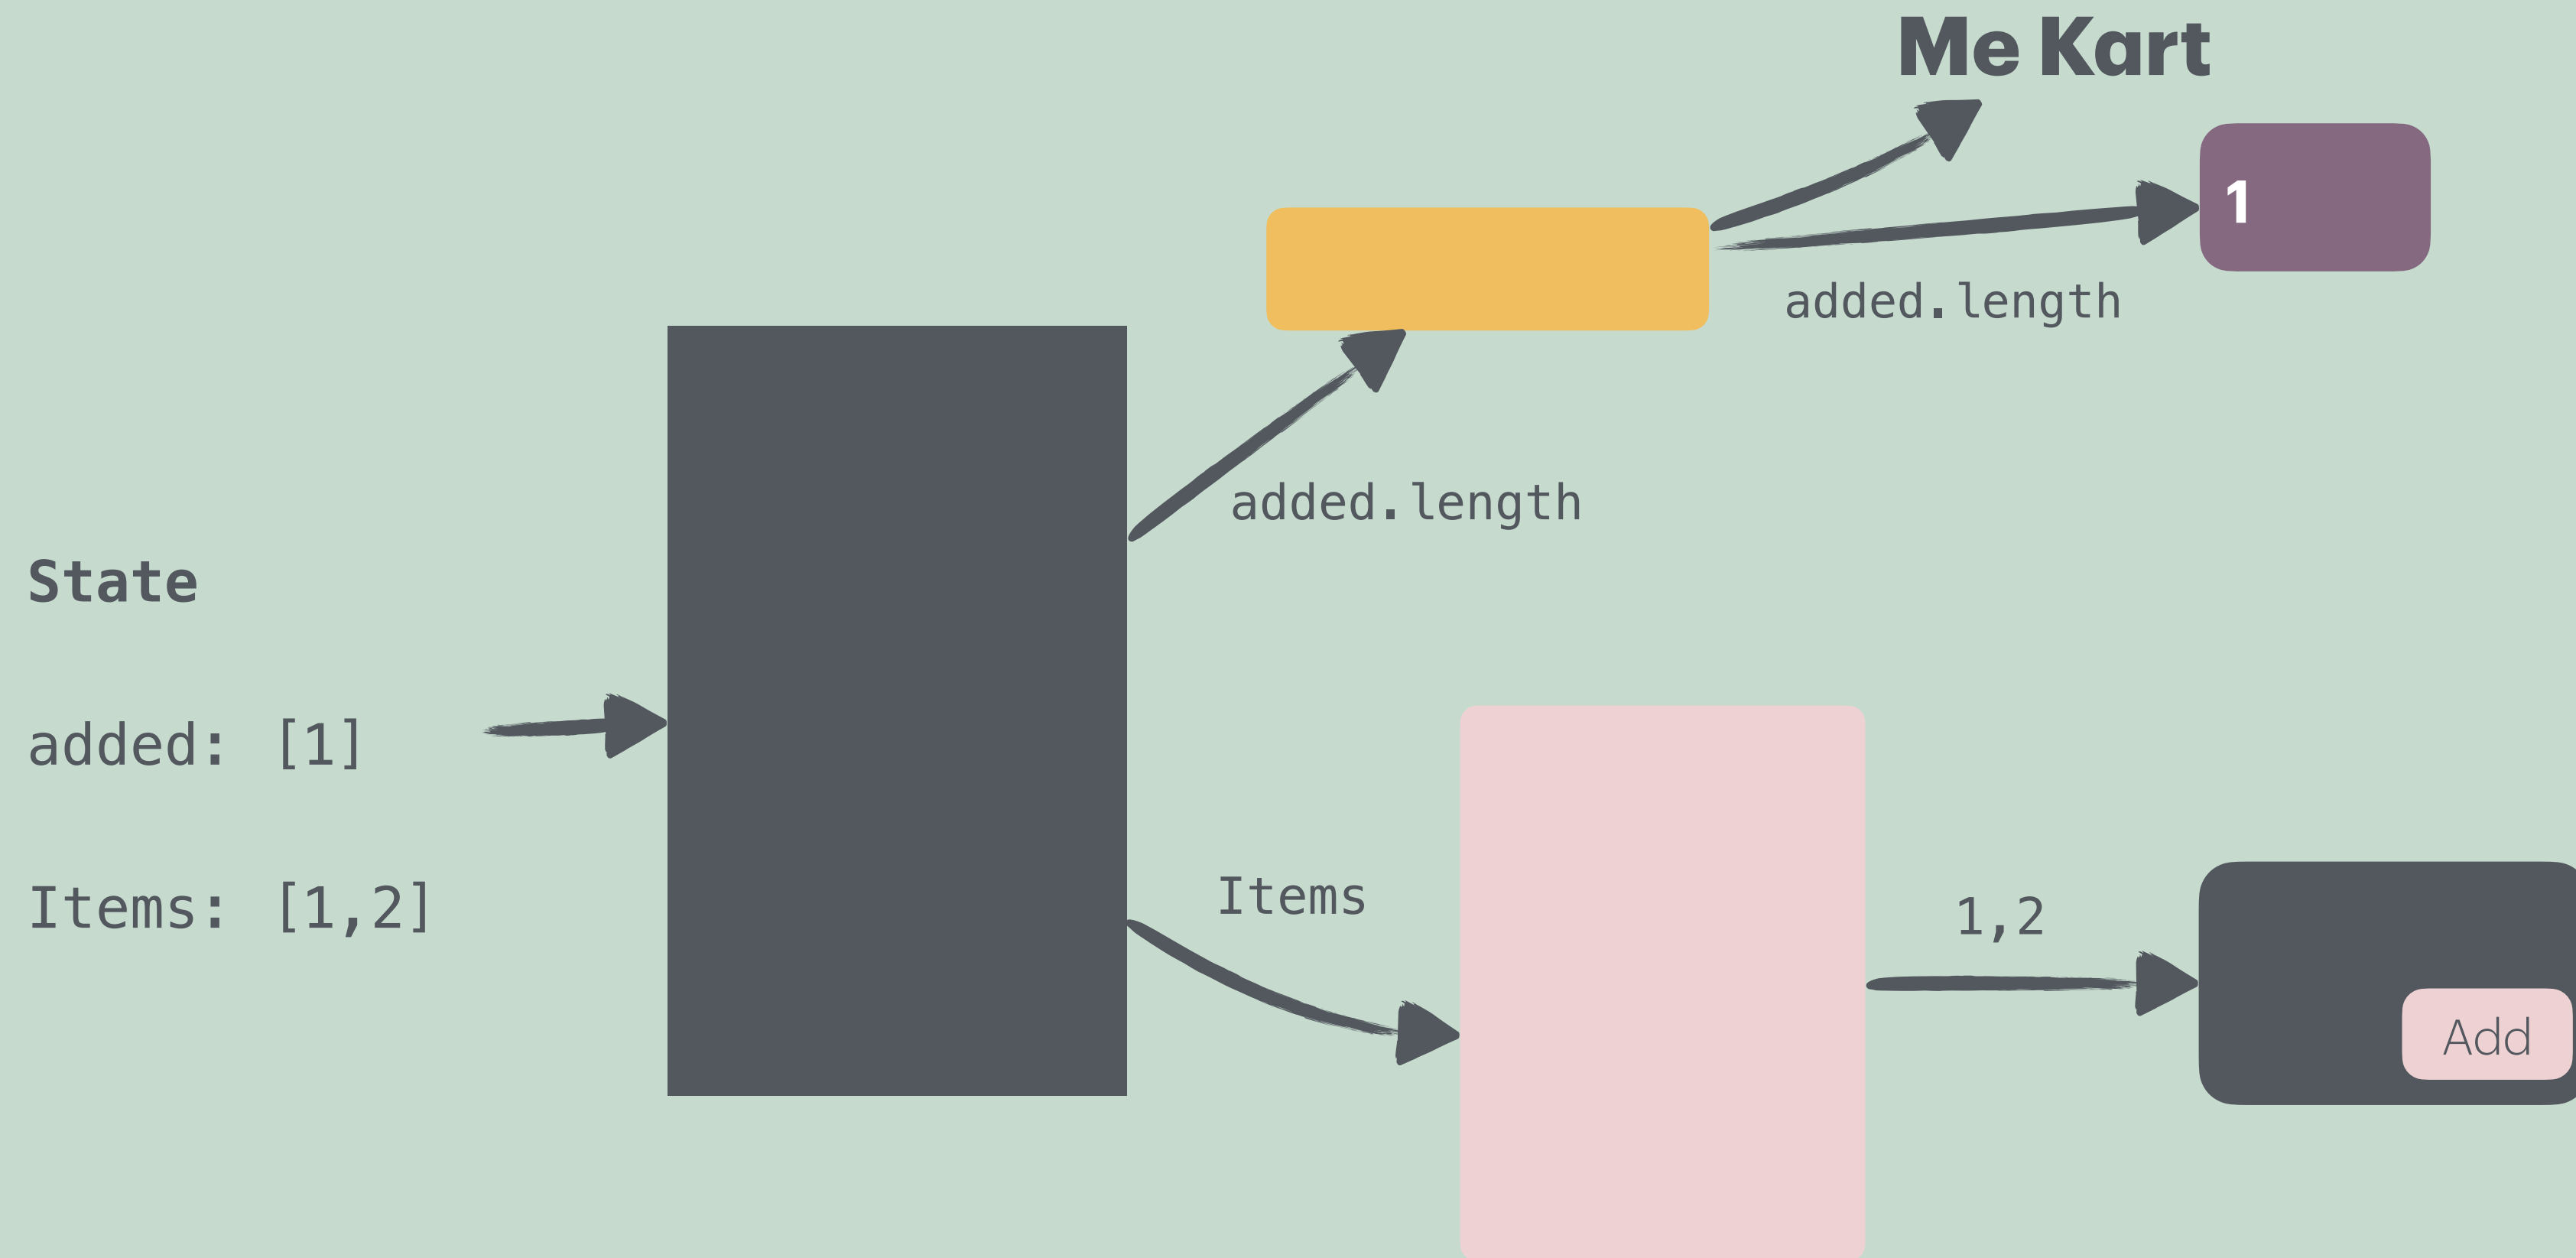 Me Kart
1
added.length
added.length
State
added: [1]
Items: [1,2]
Items
1,2
Add